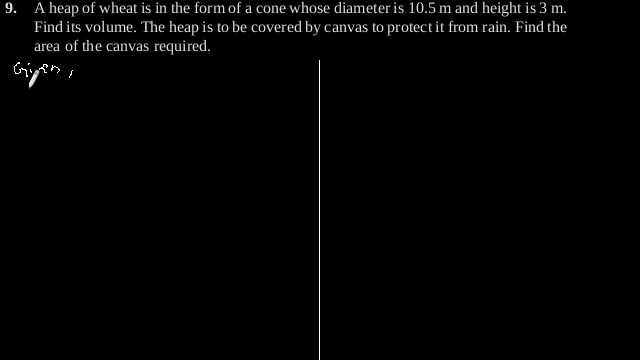 9. A heap of wheat is in the form of a cone whose diameter is 10.5 m and height is 3 m.
Find its volume. The heap is to be covered by canvas to protect it from rain. Find the
area of the canvas required.
Given,